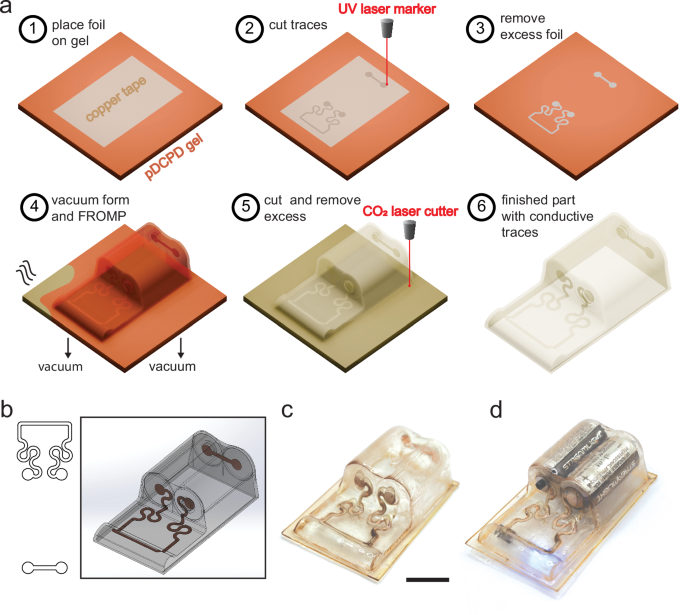 a
1
place foil
on gel
copper tape
pDCPD gel
2
cut traces
UV laser marker
3
remove
excess foil
4
vacuum form
and FROMP
vacuum
vacuum
5
cut and remove
excess
CO₂ laser cutter
6
finished part
with conductive
traces
b
c
d
STREAMLIGHT
STREAMLIGHT